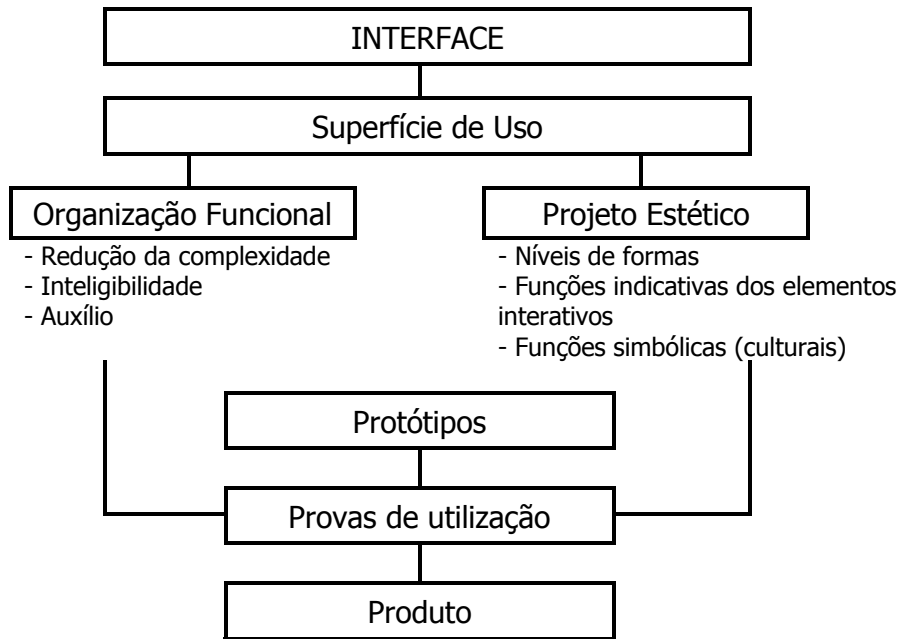 INTERFACE
Superfície de Uso
Organização Funcional
- Redução da complexidade
- Inteligibilidade
- Auxílio
Projeto Estético
- Níveis de formas
- Funções indicativas dos elementos
interativos
- Funções simbólicas (culturais)
Protótipos
Provas de utilização
Produto